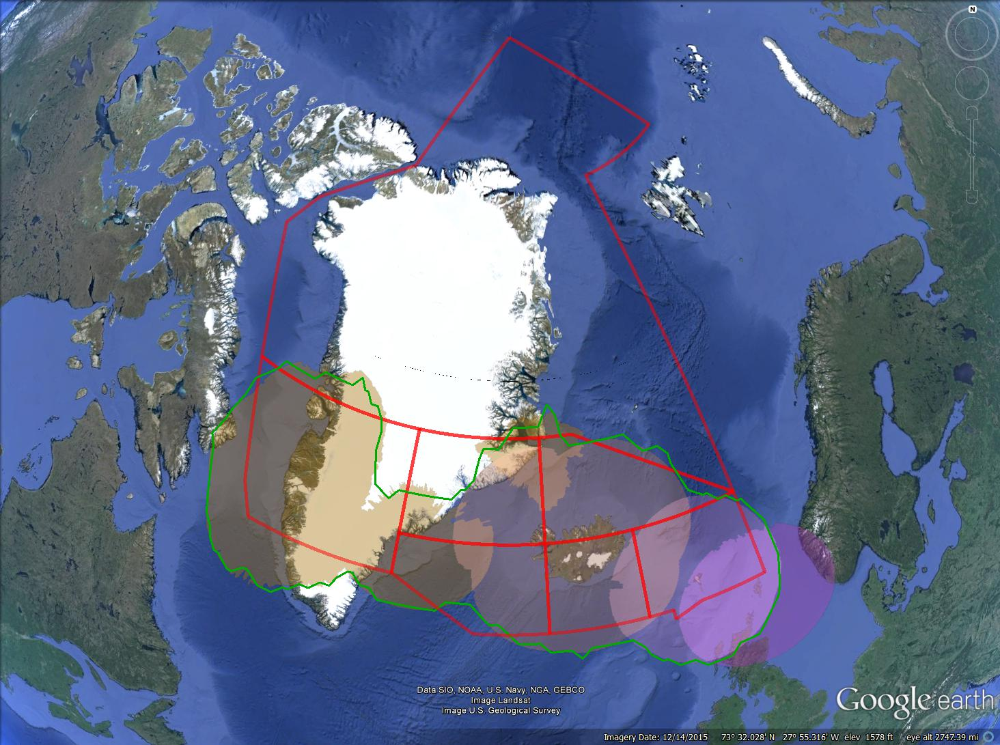 N
Data SIO, NOAA, U.S. Navy, NGA, GEBCO
Image Landsat
Image U.S. Geological Survey
Google earth
Imagery Date: 12/14/2015 73° 32.028' N 27° 55.316' W elev 1578 ft eye alt 2747.39 mi